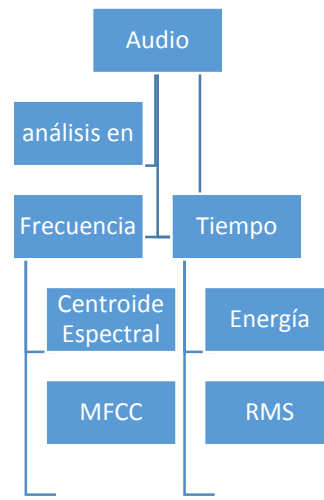 Audio
análisis en
Frecuencia
Tiempo
Centroide
Espectral
Energía
MFCC
RMS